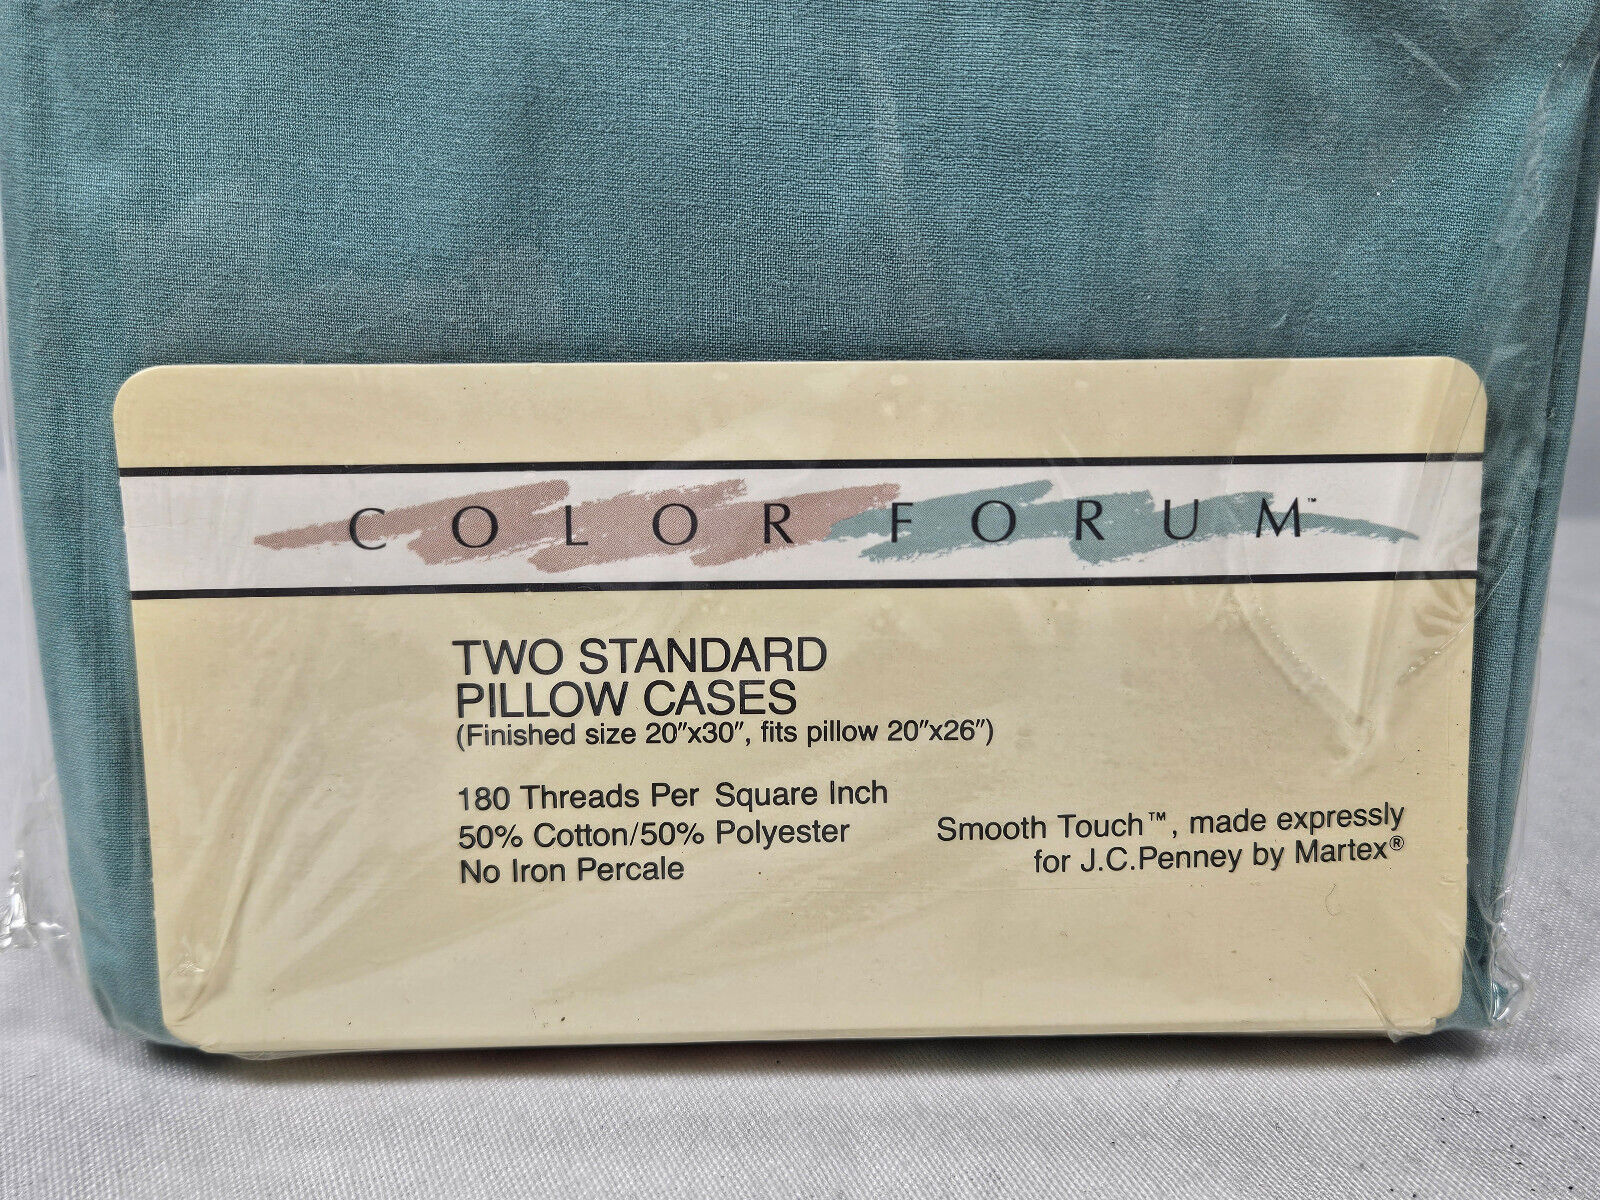 COLOR FORUM™
TWO STANDARD
PILLOW CASES
(Finished size 20"x30", fits pillow 20"x26")
180 Threads Per Square Inch
50% Cotton/50% Polyester
No Iron Percale
Smooth Touch™, made expressly
for J.C.Penney by Martex®